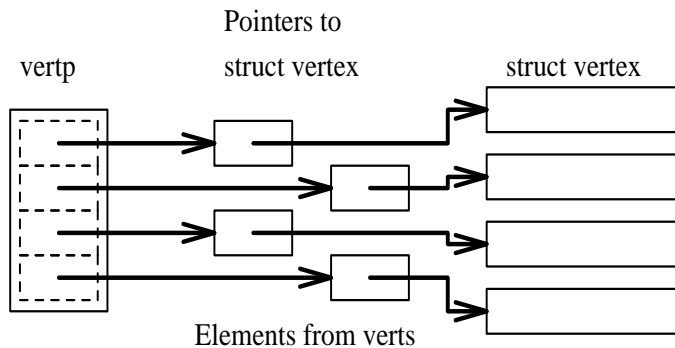 Pointers to
vertp
struct vertex
struct vertex
Elements from verts